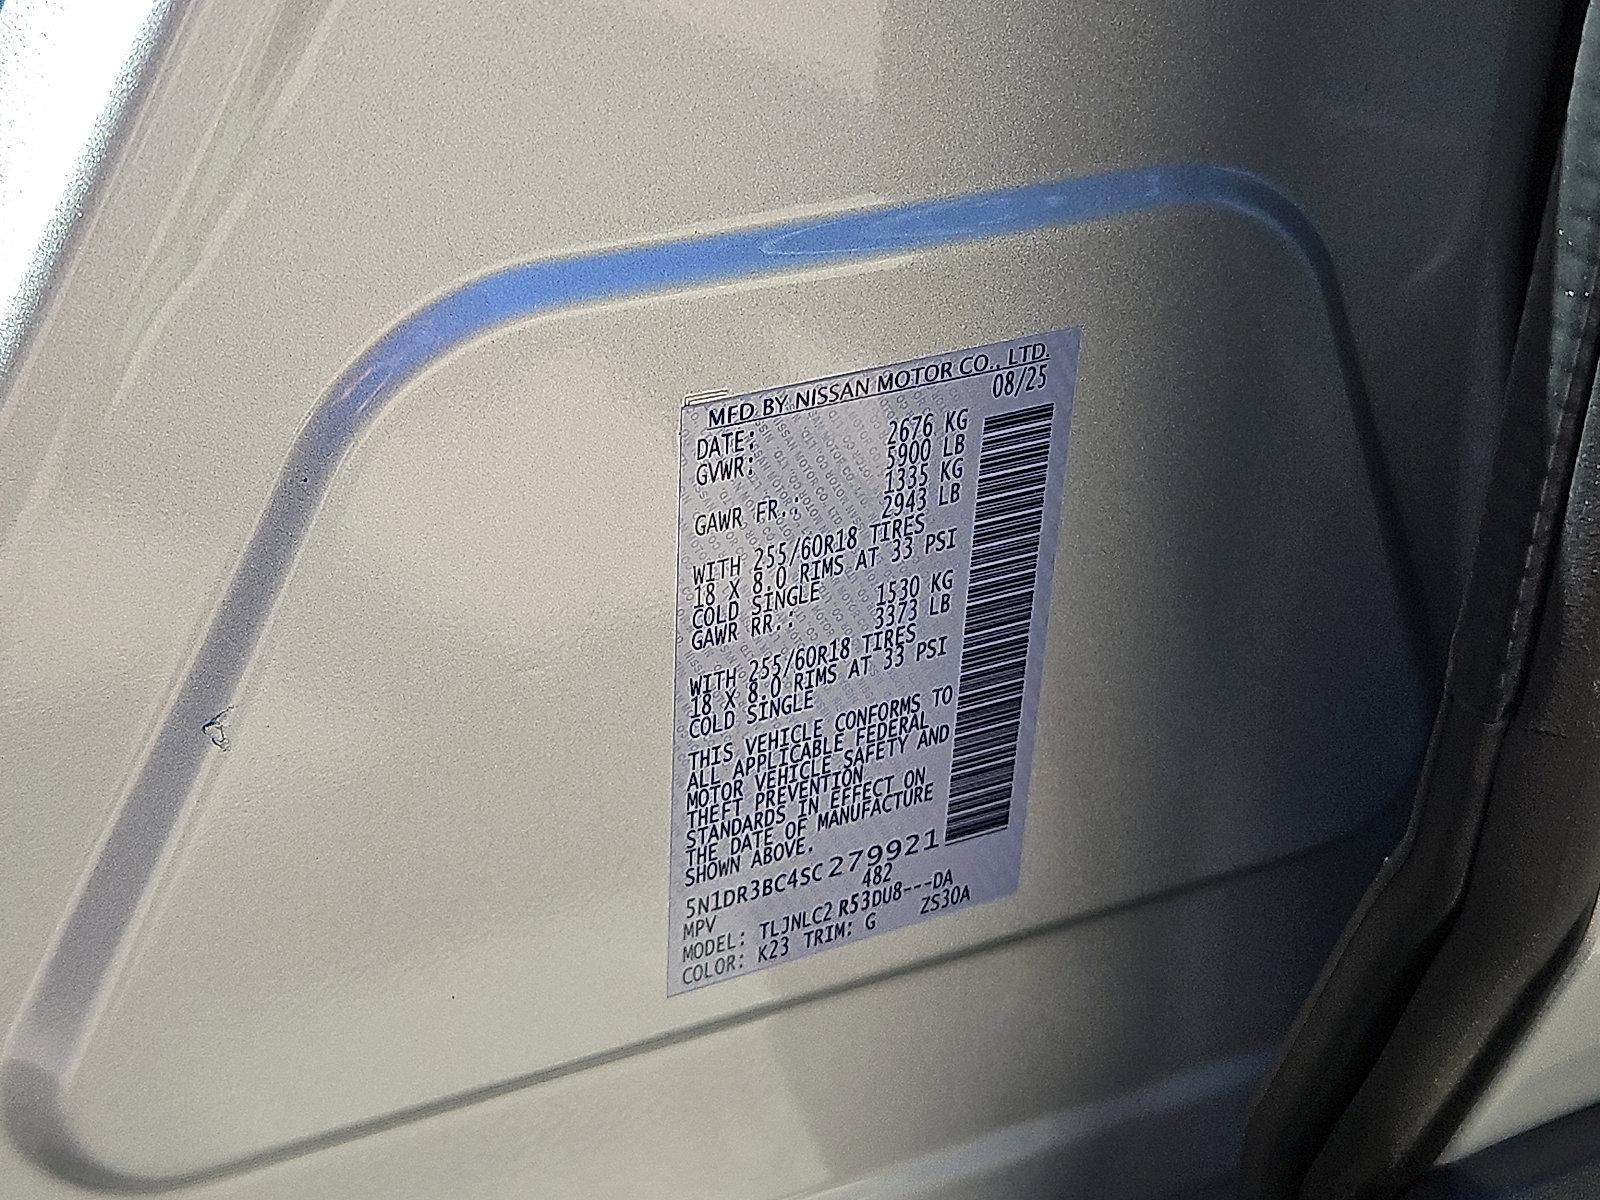 MFD BY NISSAN MOTOR CO., LTD.
DATE: 08/25
GVWR: 2676 KG
5900 LB
GAWR FR.: 1335 KG
2943 LB
WITH 255/60R18 TIRES
18 X 8.0 RIMS AT 33 PSI
COLD SINGLE
GAWR RR.: 1530 KG
3373 LB
WITH 255/60R18 TIRES
18 X 8.0 RIMS AT 33 PSI
COLD SINGLE
THIS VEHICLE CONFORMS TO
ALL APPLICABLE FEDERAL
MOTOR VEHICLE SAFETY AND
THEFT PREVENTION
STANDARDS IN EFFECT ON
THE DATE OF MANUFACTURE
SHOWN ABOVE.
5N1DR3BC4SC279921
MPV 482
MODEL: TLJNLC2 R53DU8---DA
COLOR: K23 TRIM: G ZS30A